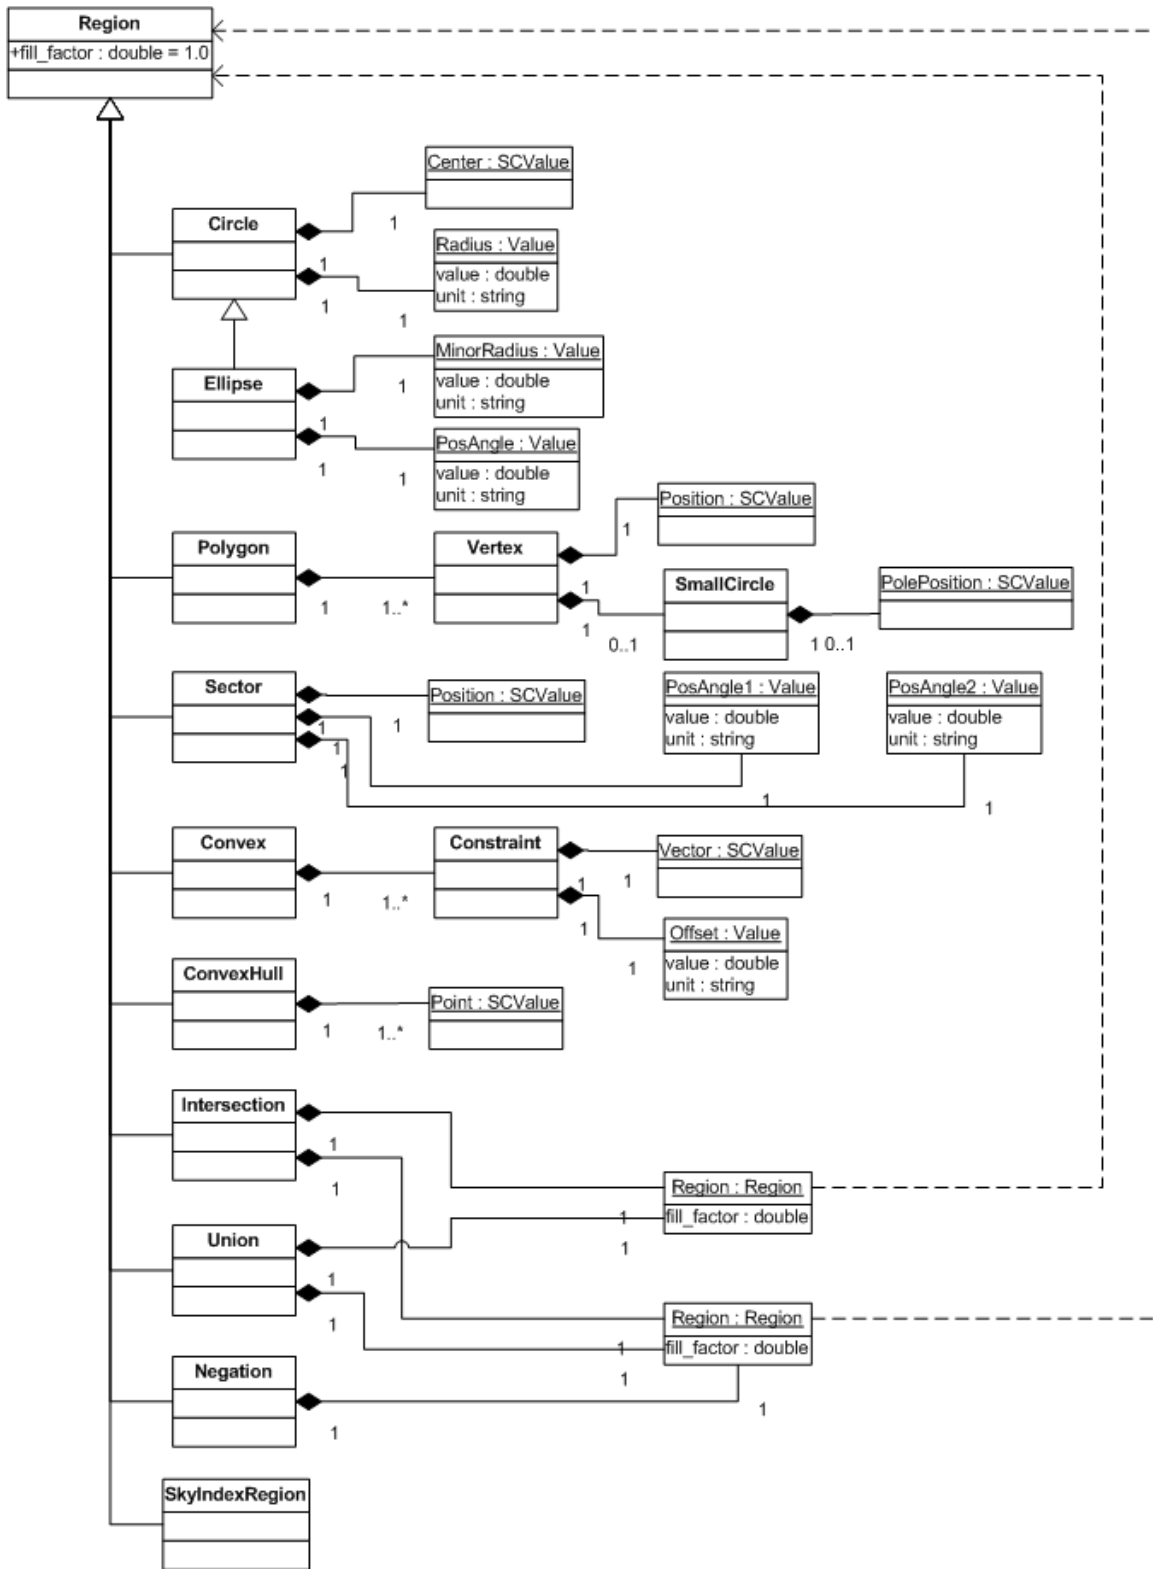 Region
+fill_factor : double = 1.0
Center : SCValue
Circle
1
Radius : Value
1
value : double
unit : string
1
1
MinorRadius : Value
Ellipse
value : double
1
unit : string
1
PosAngle : Value
1
1
value : double
unit : string
Position : SCValue
1
Polygon
Vertex
SmallCircle
PolePosition : SCValue
1
1
1..*
1
0..1
1 0..1
Sector
Position : SCValue
PosAngle1 : Value
PosAngle2 : Value
value : double
unit : string
value : double
unit : string
1
1
1
1
1
1
Convex
Constraint
Vector : SCValue
1
1
1
1..*
1
Offset : Value
value : double
unit : string
1
ConvexHull
Point : SCValue
1
1..*
Intersection
1
1
Region : Region
fill_factor : double
1
Union
1
1
1
Region : Region
fill_factor : double
1
1
Negation
1
1
SkyIndexRegion